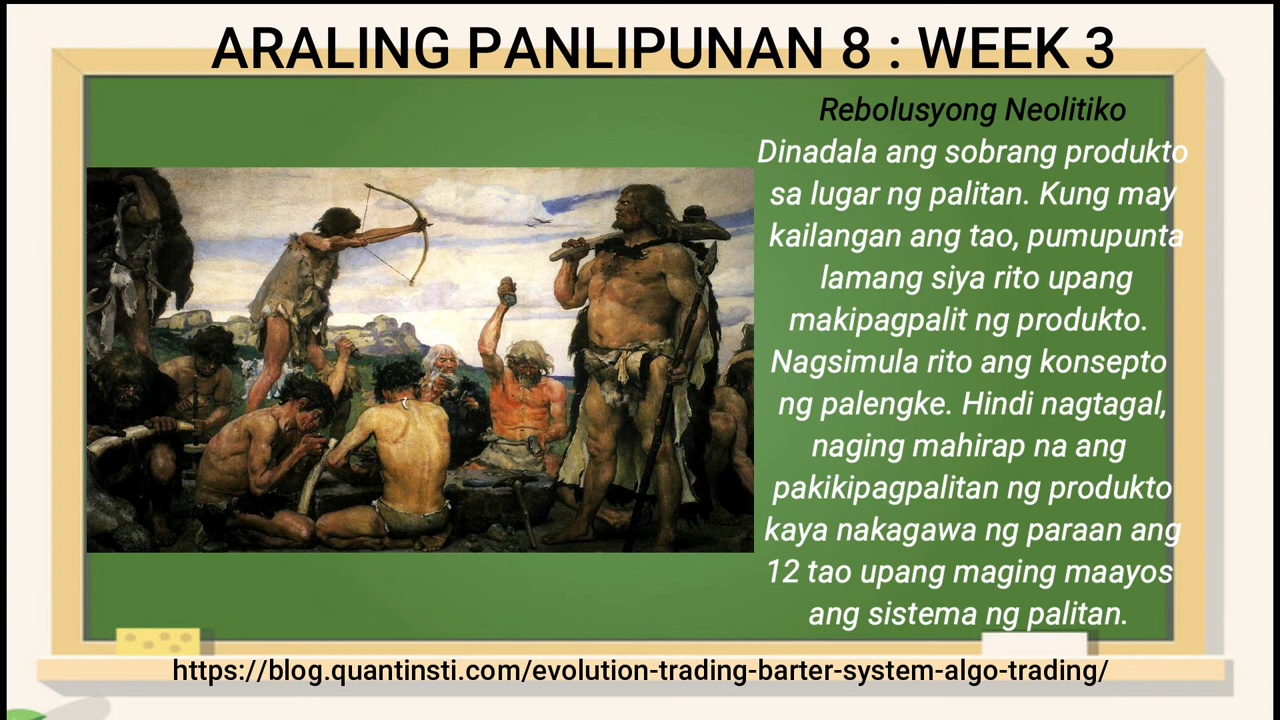 ARALING PANLIPUNAN 8 : WEEK 3
Rebolusyong Neolitiko
Dinadala ang sobrang produkto
sa lugar ng palitan. Kung may
kailangan ang tao, pumupunta
lamang siya rito upang
makipagpalit ng produkto.
Nagsimula rito ang konsepto
ng palengke. Hindi nagtagal,
naging mahirap na ang
pakikipagpalitan ng produkto
kaya nakagawa ng paraan ang
12 tao upang maging maayos
ang sistema ng palitan.
https://blog.quantinsti.com/evolution-trading-barter-system-algo-trading/